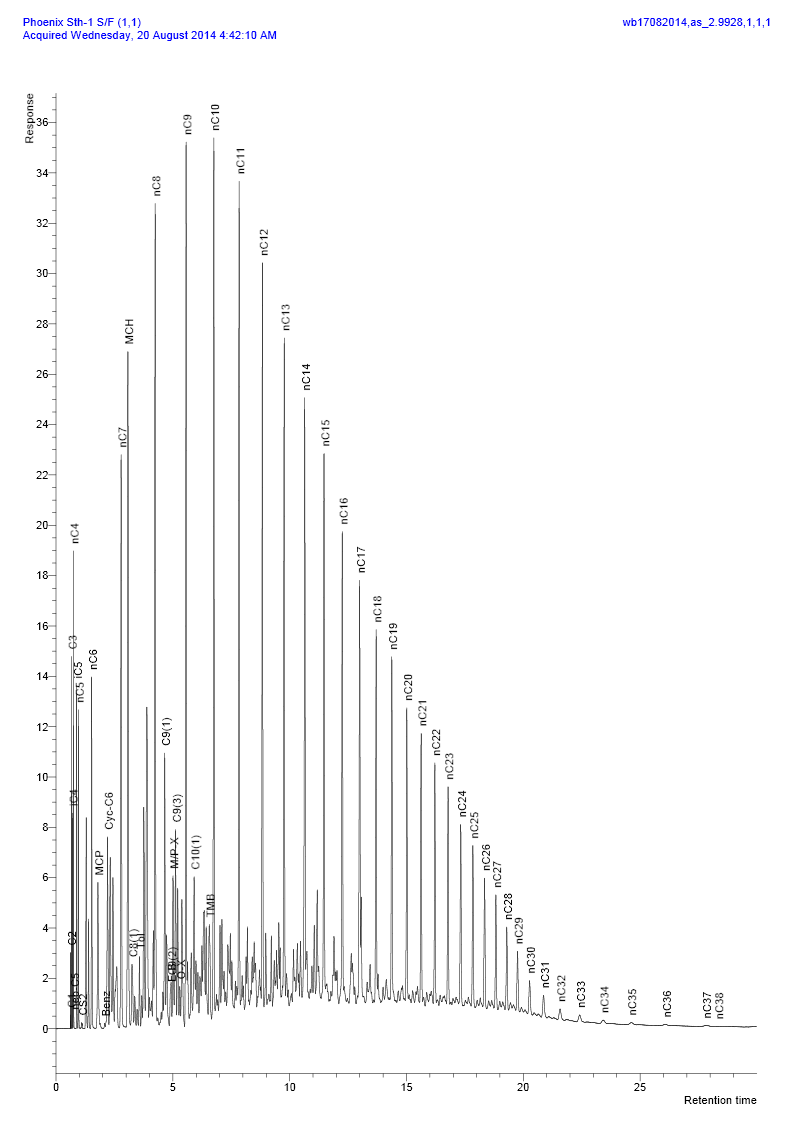 Phoenix Sth-1 S/F (1,1)
wb17082014,as_2.9928,1,1,1
Acquired Wednesday, 20 August 2014 4:42:10 AM
Response
36
34
32
30
28
26
24
22
20
18
16
14
12
10
8
6
4
2
0
C2
C3
iC4
nC4
iC5
nC5
CS2
nC6
MCP
Benz
Cyc-C6
nC7
MCH
C8(1)
Tol
nC8
C9(1)
M/P-X
C9(3)
O-X
nC9
C10(1)
TMB
nC10
nC11
nC12
nC13
nC14
nC15
nC16
nC17
nC18
nC19
nC20
nC21
nC22
nC23
nC24
nC25
nC26
nC27
nC28
nC29
nC30
nC31
nC32
nC33
nC34
nC35
nC36
nC37
nC38
0
5
10
15
20
25
Retention time